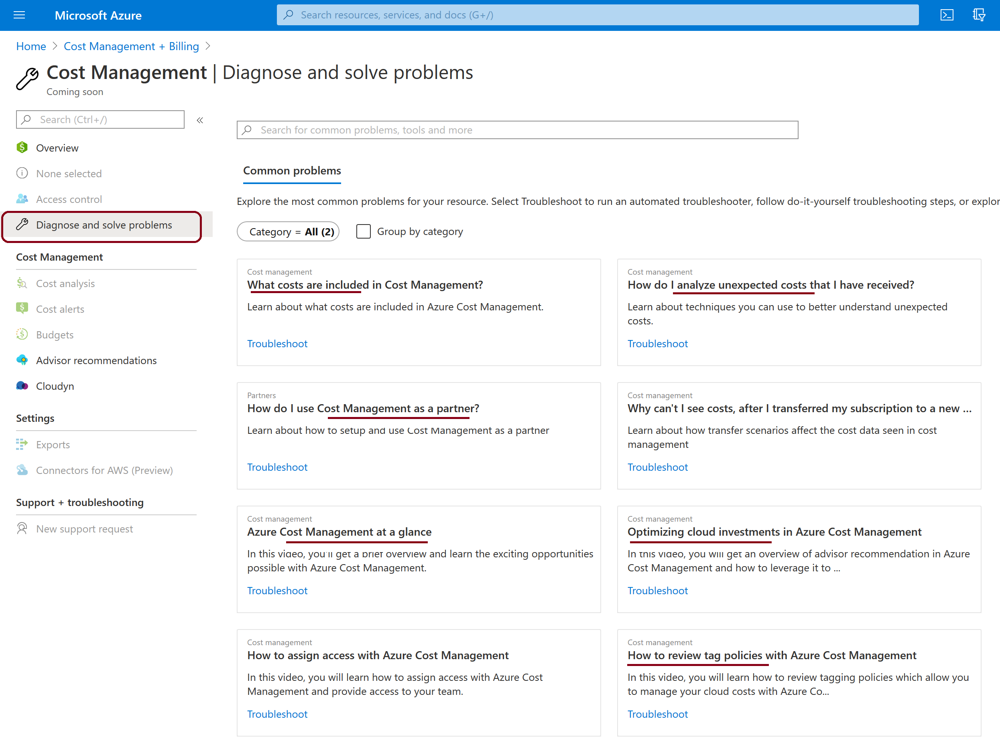 Microsoft Azure
Search resources, services, and docs (G+/)
Home > Cost Management + Billing >
Cost Management | Diagnose and solve problems
Coming soon
Search (Ctrl+/)
«
Overview
None selected
Access control
Diagnose and solve problems
Cost Management
Cost analysis
Cost alerts
Budgets
Advisor recommendations
Cloudyn
Settings
Exports
Connectors for AWS (Preview)
Support + troubleshooting
New support request
Search for common problems, tools and more
Common problems
Explore the most common problems for your resource. Select Troubleshoot to run an automated troubleshooter, follow do-it-yourself troubleshooting steps, or explor
Category = All (2)
Group by category
Cost management
What costs are included in Cost Management?
Learn about what costs are included in Azure Cost Management.
Troubleshoot
Cost management
How do I analyze unexpected costs that I have received?
Learn about techniques you can use to better understand unexpected
costs.
Troubleshoot
Partners
How do I use Cost Management as a partner?
Learn about how to setup and use Cost Management as a partner
Troubleshoot
Cost management
Why can't I see costs, after I transferred my subscription to a new ...
Learn about how transfer scenarios affect the cost data seen in cost
management
Troubleshoot
Cost management
Azure Cost Management at a glance
In this video, you'll get a brief overview and learn the exciting opportunities
possible with Azure Cost Management.
Troubleshoot
Cost management
Optimizing cloud investments in Azure Cost Management
In this video, you will get an overview of advisor recommendation in Azure
Cost Management and how to leverage it to ...
Troubleshoot
Cost management
How to assign access with Azure Cost Management
In this video, you will learn how to assign access with Azure Cost
Management and provide access to your team.
Troubleshoot
Cost management
How to review tag policies with Azure Cost Management
In this video, you will learn how to review tagging policies which allow you
to manage your cloud costs with Azure Co...
Troubleshoot